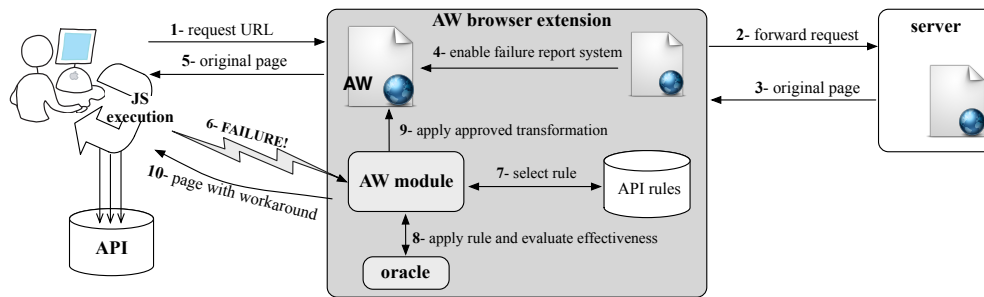 AW browser extension
server
1- request URL
5- original page
4- enable failure report system
2- forward request
3- original page
AW
JS
execution
6- FAILURE!
9- apply approved transformation
10- page with workaround
AW module
7- select rule
API rules
8- apply rule and evaluate effectiveness
API
oracle